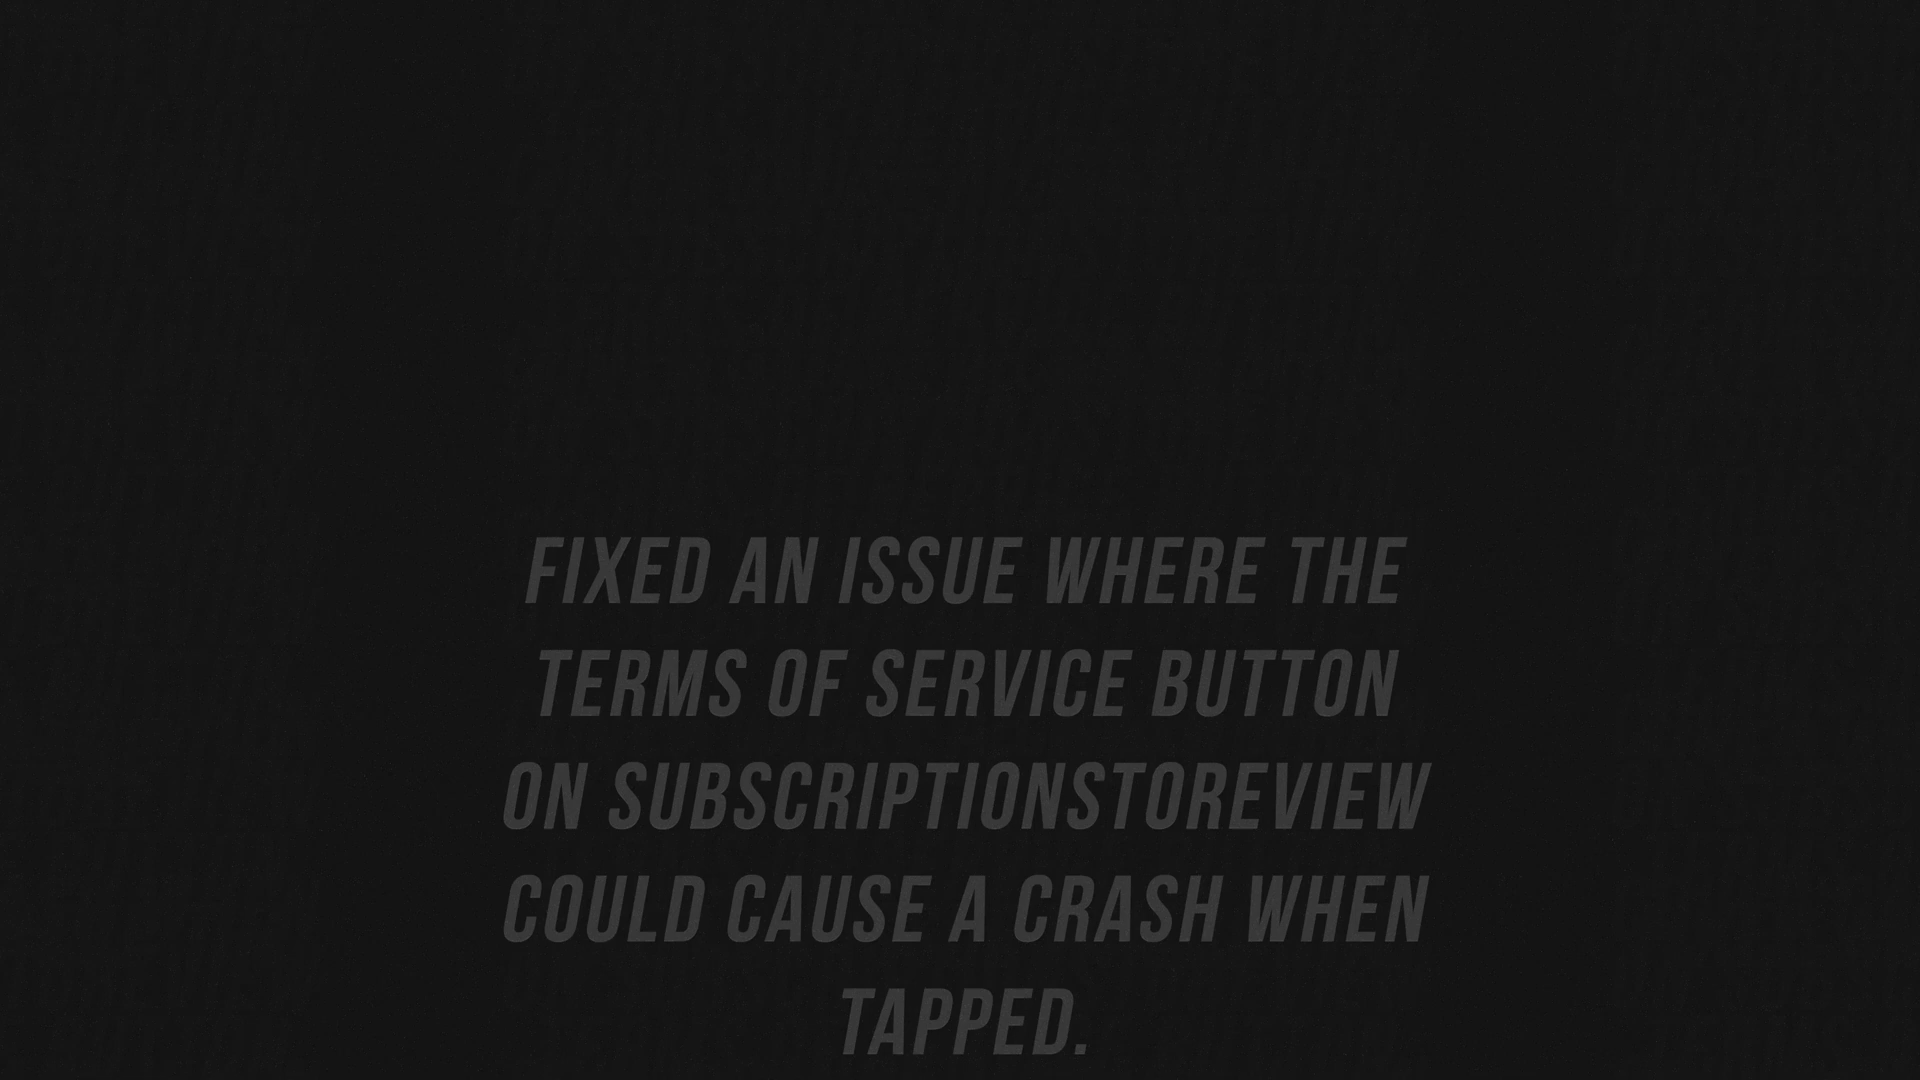 FIXED AN ISSUE WHERE THE
TERMS OF SERVICE BUTTON
ON SUBSCRIPTIONSTOREVIEW
COULD CAUSE A CRASH WHEN
TAPPED.